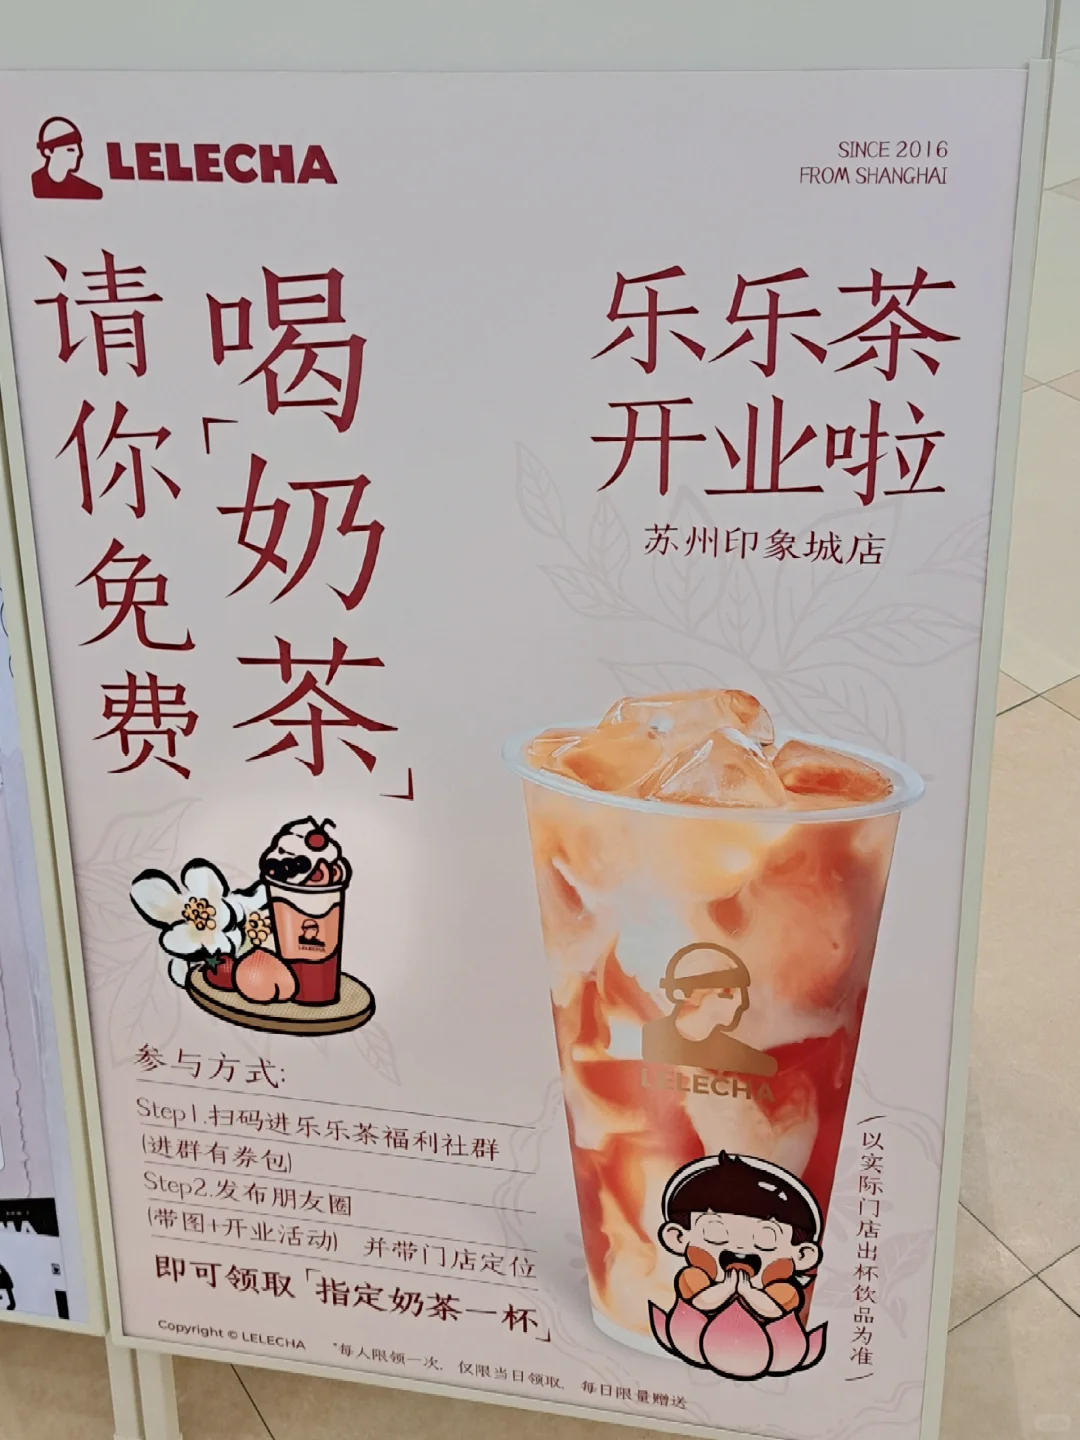 LELECHA
SINCE 2016
FROM SHANGHAI
请你免费
喝「奶茶」
乐乐茶
开业啦
苏州印象城店
LELECHA
LELECHA
参与方式:
Step1.扫码进乐乐茶福利社群
(进群有券包)
Step2.发布朋友圈
(带图+开业活动) 并带门店定位
即可领取「指定奶茶一杯」
(以实际门店出杯饮品为准)
Copyright © LELECHA
*每人限领一次，仅限当日领取，每日限量赠送